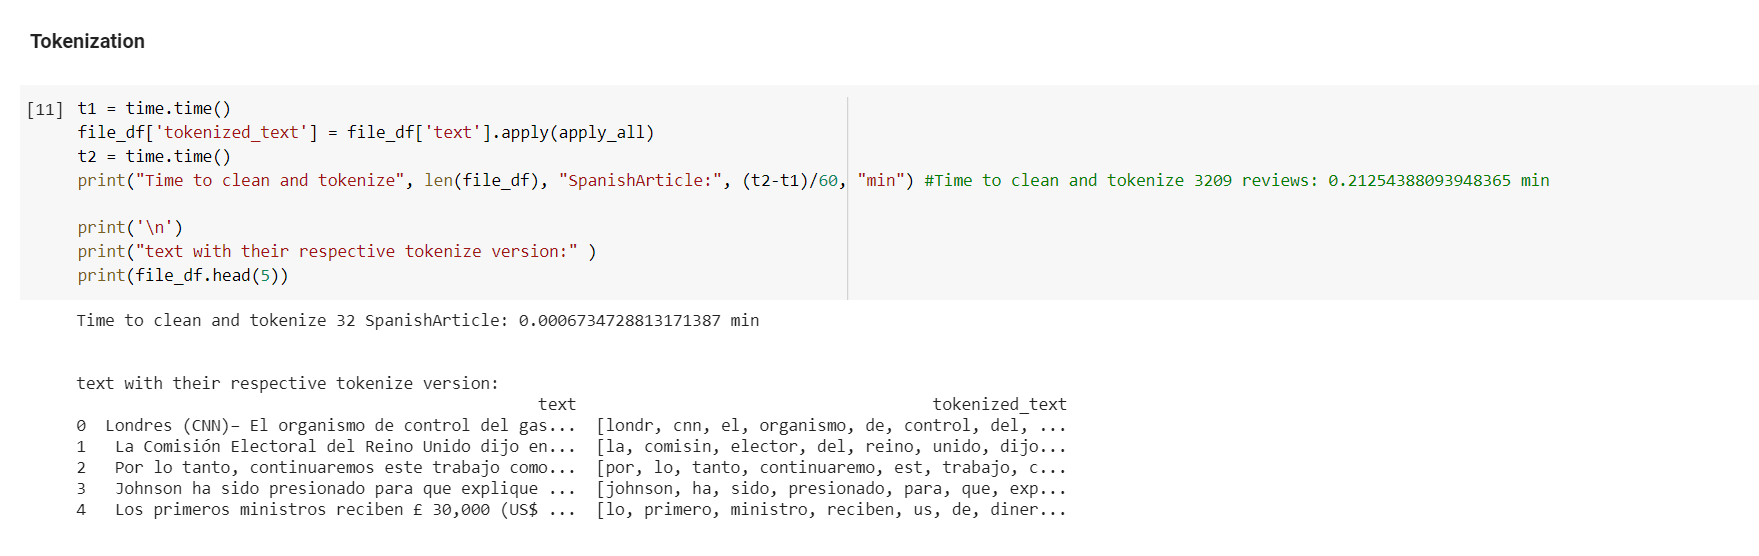 Tokenization
[11] t1 = time.time()
file_df['tokenized_text'] = file_df['text'].apply(apply_all)
t2 = time.time()
print("Time to clean and tokenize", len(file_df), "SpanishArticle:", (t2-t1)/60, "min") #Time to clean and tokenize 3209 reviews: 0.21254388093948365 min
print('\n')
print("text with their respective tokenize version:" )
print(file_df.head(5))
Time to clean and tokenize 32 SpanishArticle: 0.0006734728813171387 min
text with their respective tokenize version:
text tokenized_text
0 Londres (CNN)– El organismo de control del gas... [londr, cnn, el, organismo, de, control, del, ...
1 La Comisión Electoral del Reino Unido dijo en... [la, comisin, elector, del, reino, unido, dijo...
2 Por lo tanto, continuaremos este trabajo como... [por, lo, tanto, continuaremo, est, trabajo, c...
3 Johnson ha sido presionado para que explique ... [johnson, ha, sido, presionado, para, que, exp...
4 Los primeros ministros reciben £ 30,000 (US$ ... [lo, primero, ministro, reciben, us, de, diner...